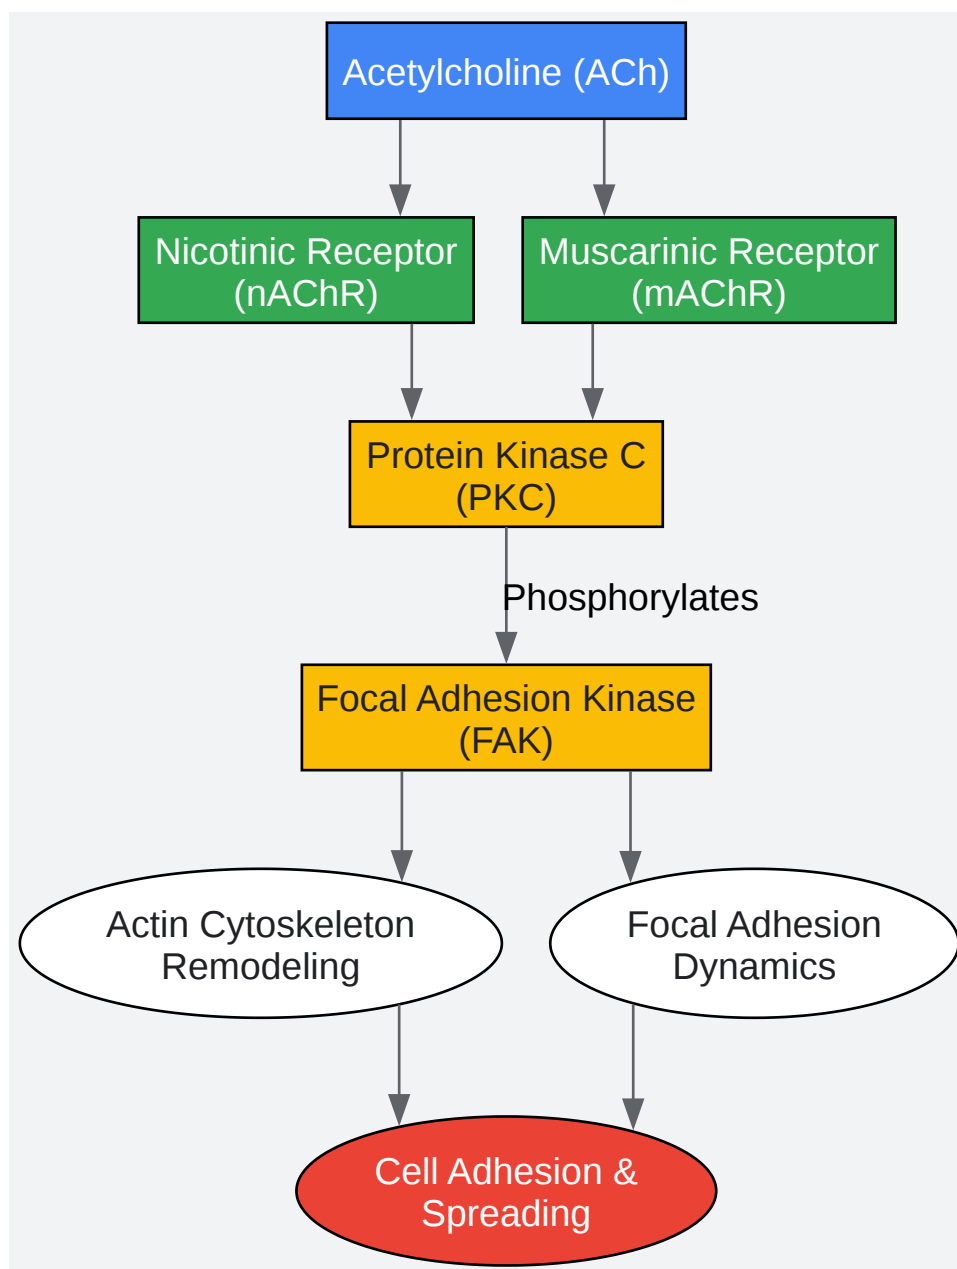 Acetylcholine (ACh)
Nicotinic Receptor
(nAChR)
Muscarinic Receptor
(mAChR)
Protein Kinase C
(PKC)
Phosphorylates
Focal Adhesion Kinase
(FAK)
Actin Cytoskeleton
Remodeling
Focal Adhesion
Dynamics
Cell Adhesion &
Spreading